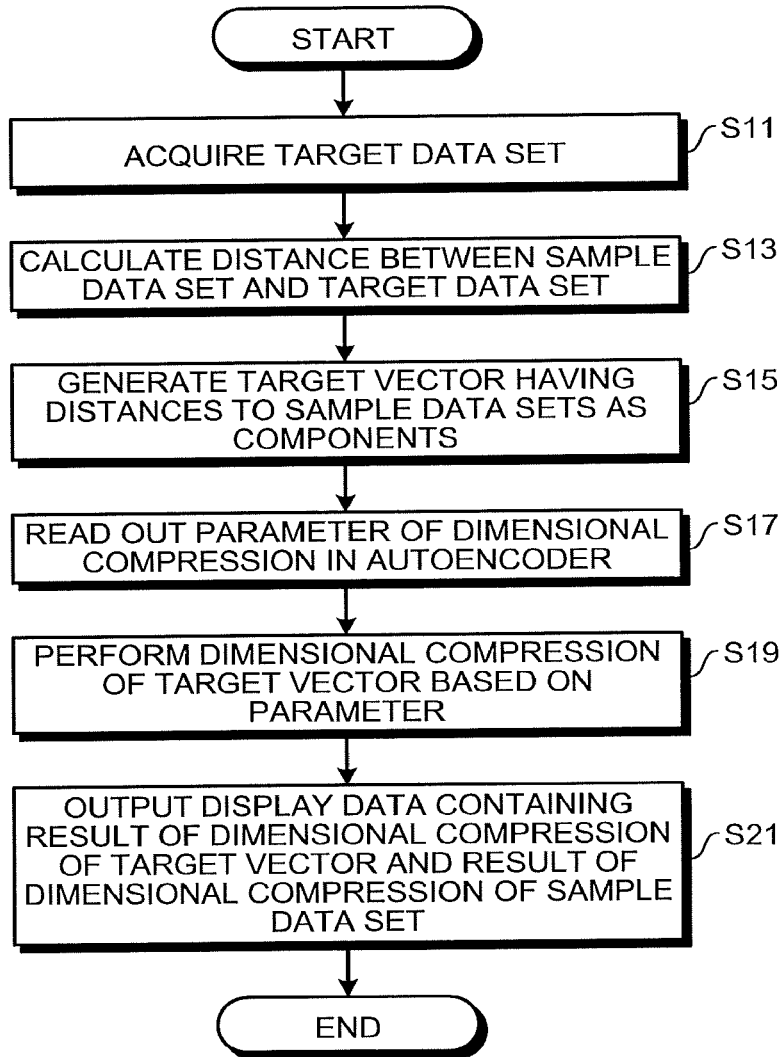 START
ACQUIRE TARGET DATA SET
S11
CALCULATE DISTANCE BETWEEN SAMPLE
DATA SET AND TARGET DATA SET
S13
GENERATE TARGET VECTOR HAVING
DISTANCES TO SAMPLE DATA SETS AS
COMPONENTS
S15
READ OUT PARAMETER OF DIMENSIONAL
COMPRESSION IN AUTOENCODER
S17
PERFORM DIMENSIONAL COMPRESSION
OF TARGET VECTOR BASED ON
PARAMETER
S19
OUTPUT DISPLAY DATA CONTAINING
RESULT OF DIMENSIONAL COMPRESSION
OF TARGET VECTOR AND RESULT OF
DIMENSIONAL COMPRESSION OF SAMPLE
DATA SET
S21
END